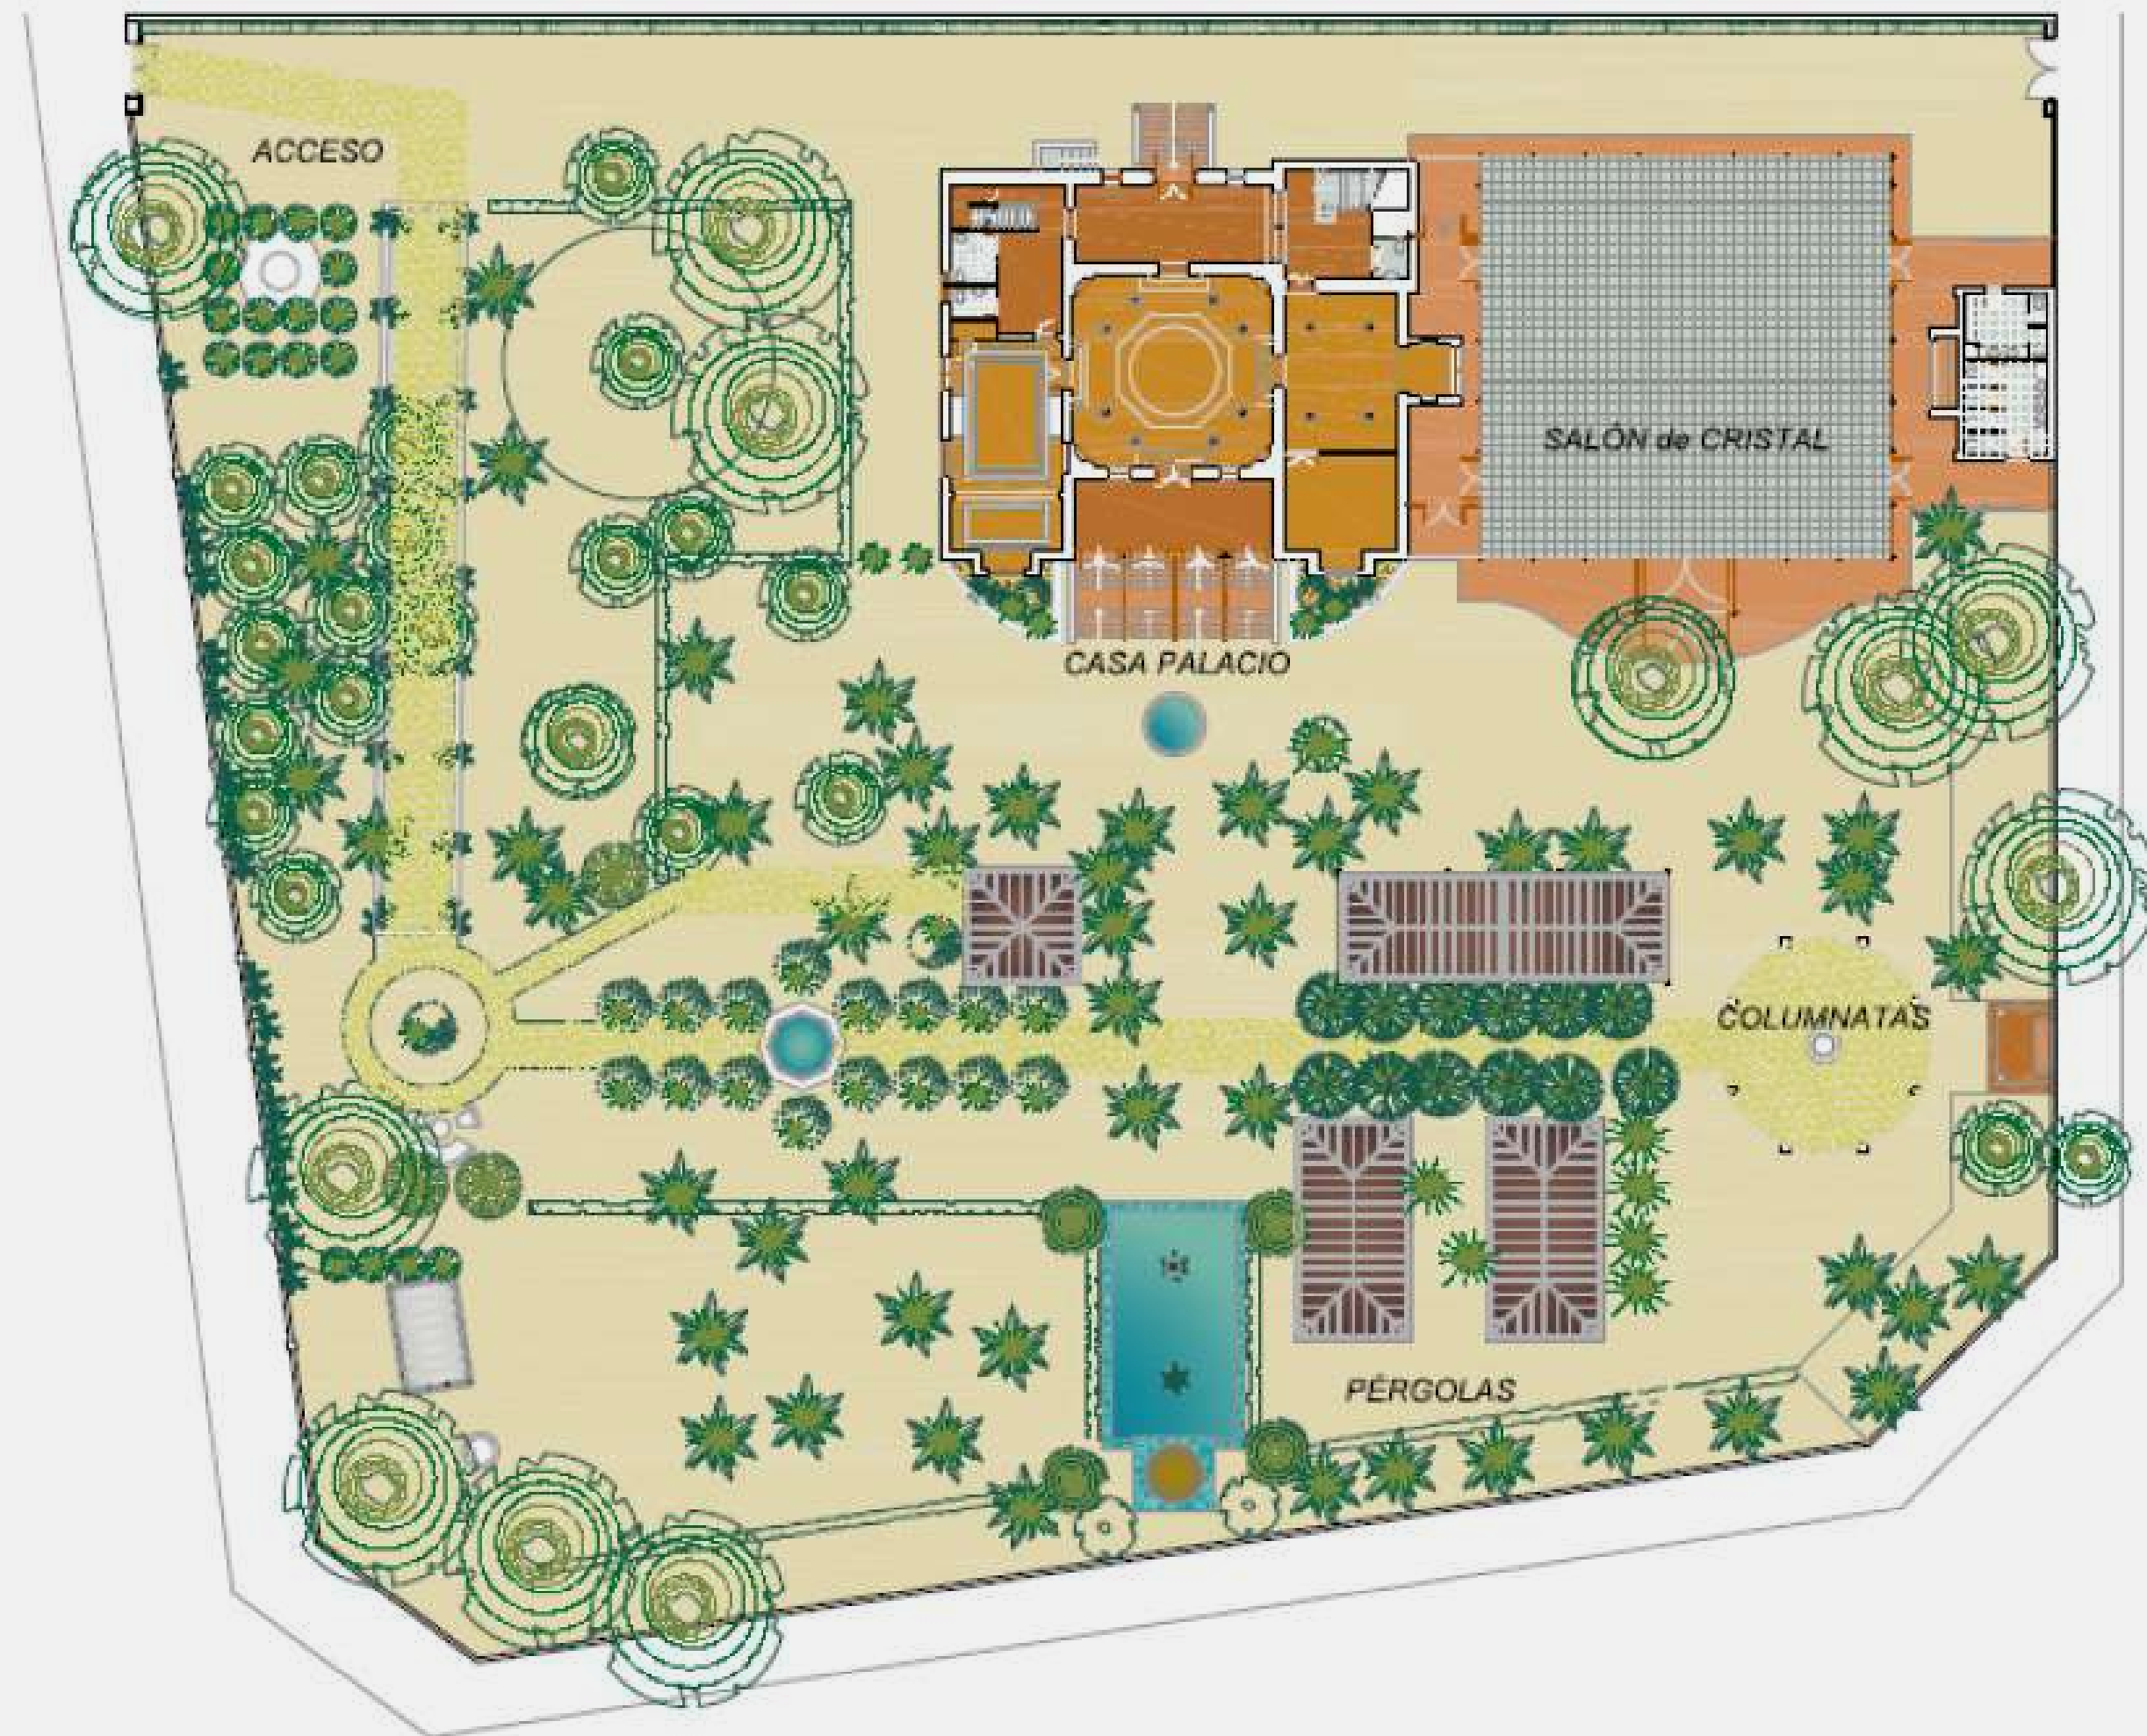 ACCESO
SALÓN de CRISTAL
CASA PALACIO
COLUMNATAS
PÉRGOLAS